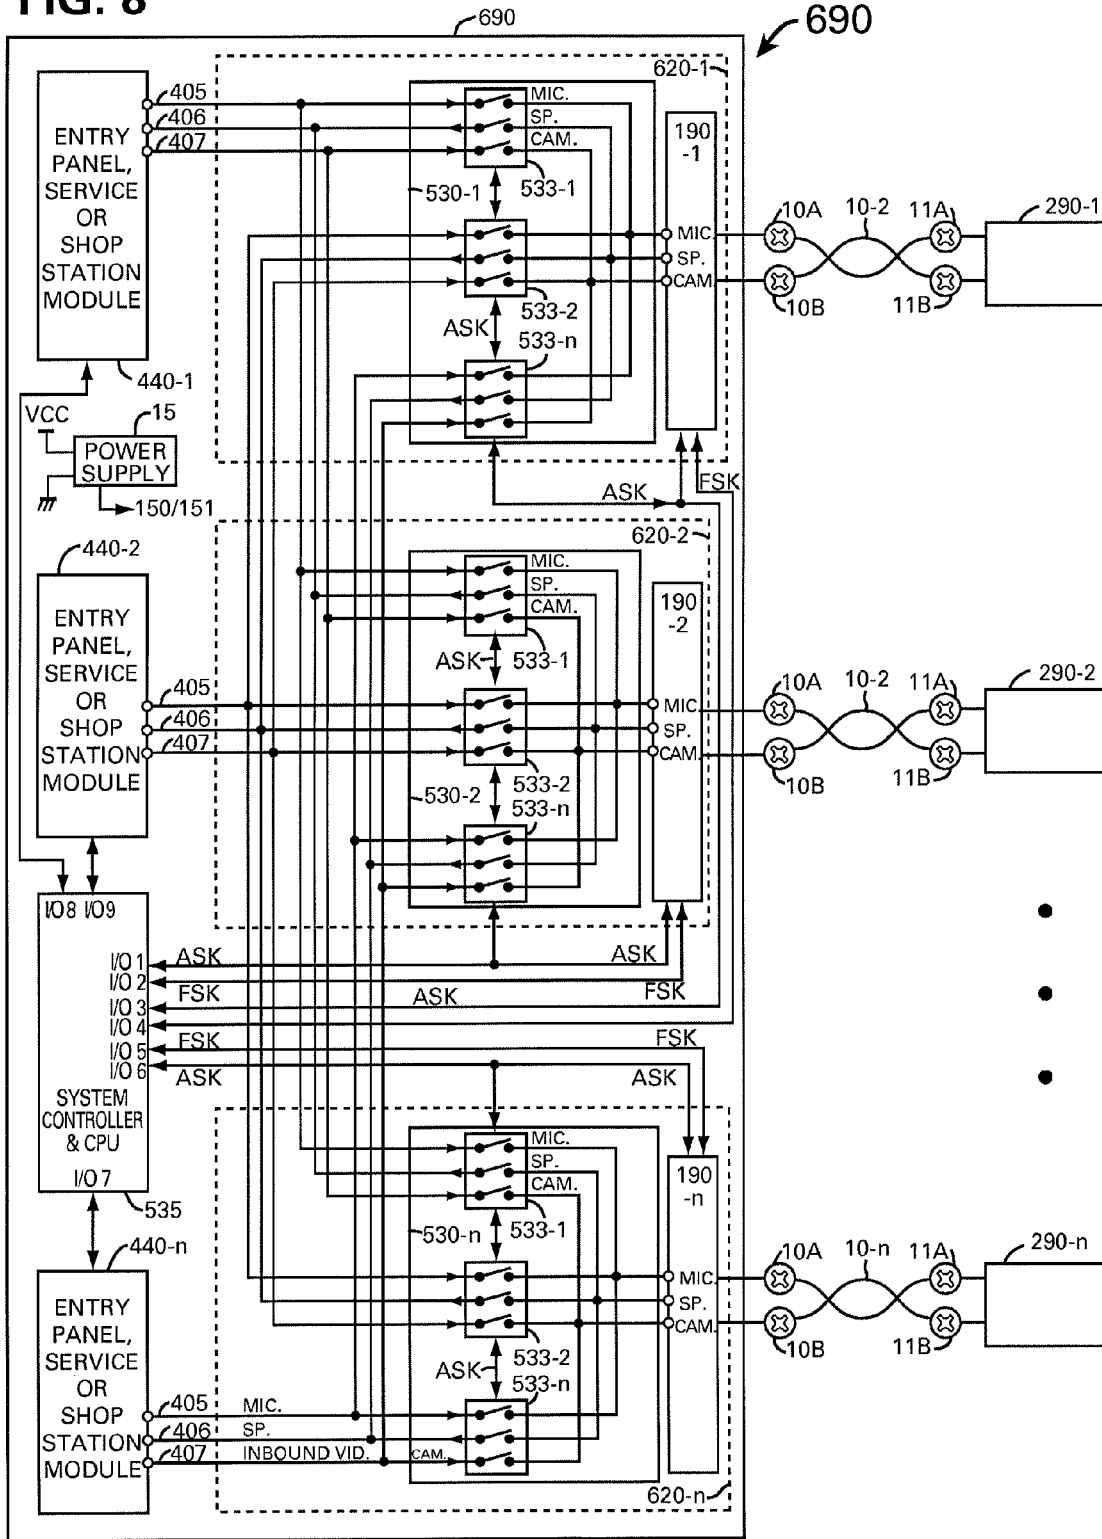 FIG. 8
690
690
620-1
405
406
407
ENTRY
PANEL,
SERVICE
OR
SHOP
STATION
MODULE
440-1
MIC.
SP.
CAM.
530-1
533-1
190
-1
MIC.
SP.
CAM.
533-2
ASK
533-n
10A
10-2
11A
290-1
10B
11B
VCC
15
POWER
SUPPLY
150/151
ASK
FSK
620-2
440-2
ENTRY
PANEL,
SERVICE
OR
SHOP
STATION
MODULE
405
406
407
MIC.
SP.
CAM.
ASK
533-1
190
-2
MIC.
SP.
CAM.
533-2
530-2
533-n
10A
10-2
11A
290-2
10B
11B
I/O8 I/O9
I/O 1
I/O 2
I/O 3
I/O 4
I/O 5
I/O 6
ASK
ASK
FSK
FSK
ASK
FSK
FSK
ASK
ASK
SYSTEM
CONTROLLER
& CPU
I/O 7
535
MIC.
SP.
CAM.
530-n
533-1
190
-n
MIC.
SP.
CAM.
533-2
ASK
533-n
10A
10-n
11A
290-n
10B
11B
440-n
ENTRY
PANEL,
SERVICE
OR
SHOP
STATION
MODULE
405
406
407
MIC.
SP.
INBOUND VID.
CAM.
620-n